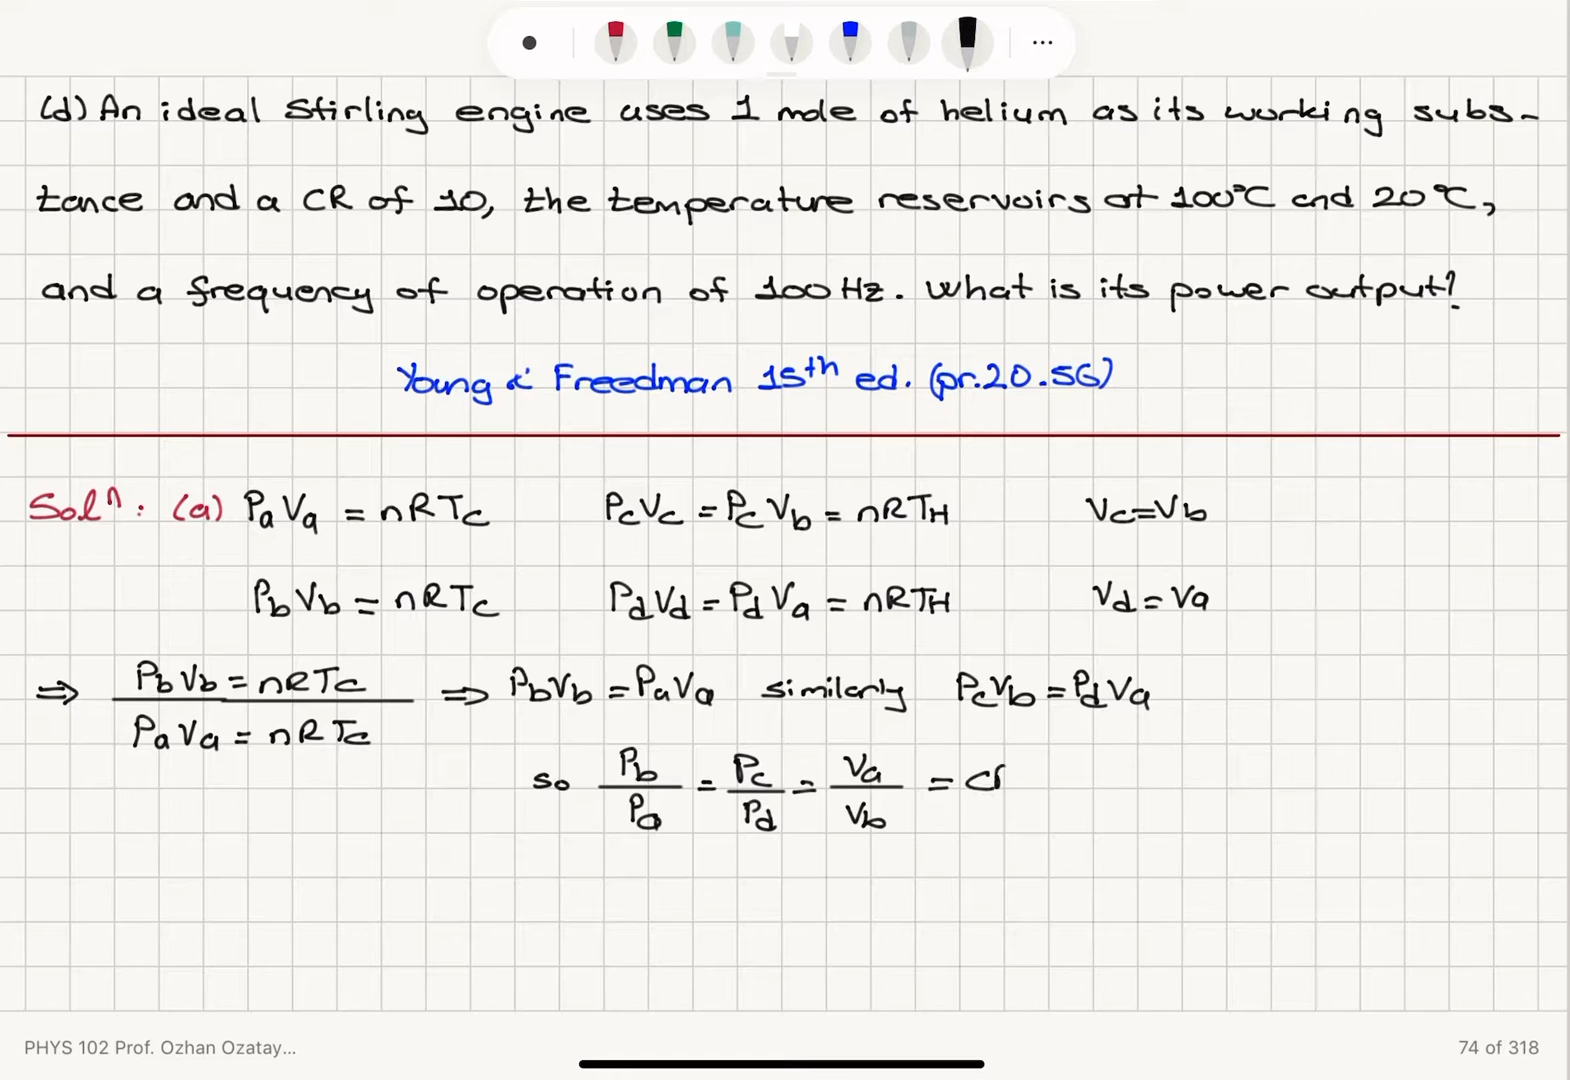 (d) An ideal Stirling engine uses 1 mole of helium as its working subs-
tance and a CR of 10, the temperature reservoirs at 100°C and 20°C,
and a frequency of operation of 100 Hz. What is its power output?
Young & Freedman 15th ed. (pr.20.56)
Solⁿ: (a) PaVa = nRTc PcVc = PcVb = nRTH Vc=Vb
PbVb = nRTc PdVd = PdVa = nRTH Vd = Va
⇒ PbVb = nRTc / PaVa = nRTc ⇒ PbVb = PaVa similarly PcVb = PdVa
so Pb/Pa = Pc/Pd = Va/Vb = Cr
PHYS 102 Prof. Ozhan Ozatay...
74 of 318